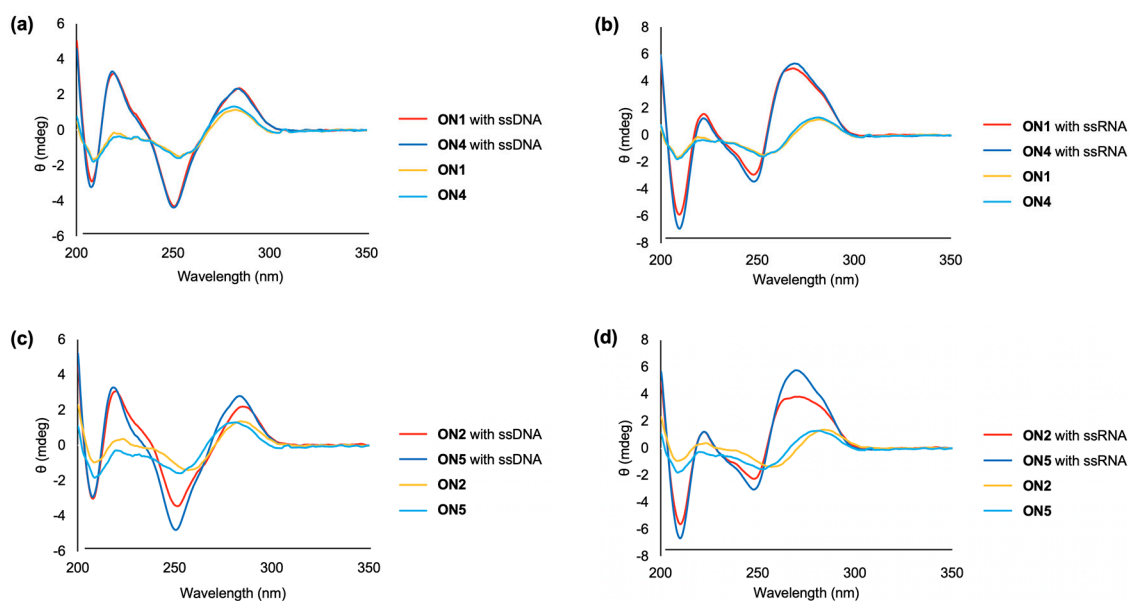 (a)
6
4
2
0
-2
-4
-6
θ (mdeg)
200
250
300
350
Wavelength (nm)
ON1 with ssDNA
ON4 with ssDNA
ON1
ON4
(b)
8
6
4
2
0
-2
-4
-6
-8
θ (mdeg)
200
250
300
350
Wavelength (nm)
ON1 with ssRNA
ON4 with ssRNA
ON1
ON4
(c)
6
4
2
0
-2
-4
-6
θ (mdeg)
200
250
300
350
Wavelength (nm)
ON2 with ssDNA
ON5 with ssDNA
ON2
ON5
(d)
8
6
4
2
0
-2
-4
-6
-8
θ (mdeg)
200
250
300
350
Wavelength (nm)
ON2 with ssRNA
ON5 with ssRNA
ON2
ON5